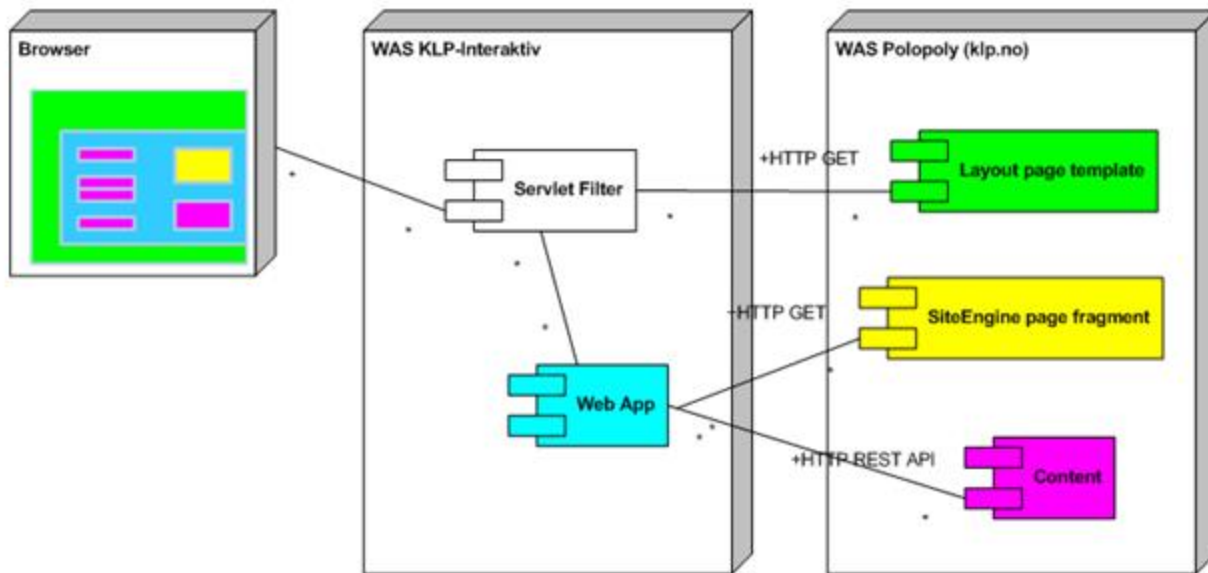 Browser
WAS KLP-Interaktiv
WAS Polopoly (klp.no)
+HTTP GET
Servlet Filter
Layout page template
+HTTP GET
SiteEngine page fragment
Web App
+HTTP REST API
Content